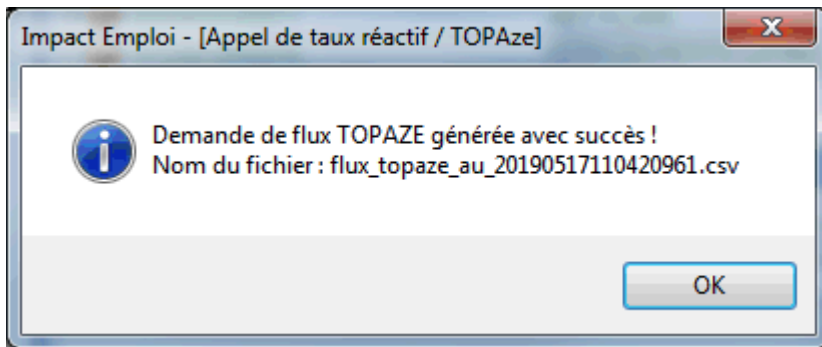 Impact Emploi - [Appel de taux réactif / TOPAze]
Demande de flux TOPAZE générée avec succès !
Nom du fichier : flux_topaze_au_20190517110420961.csv
OK